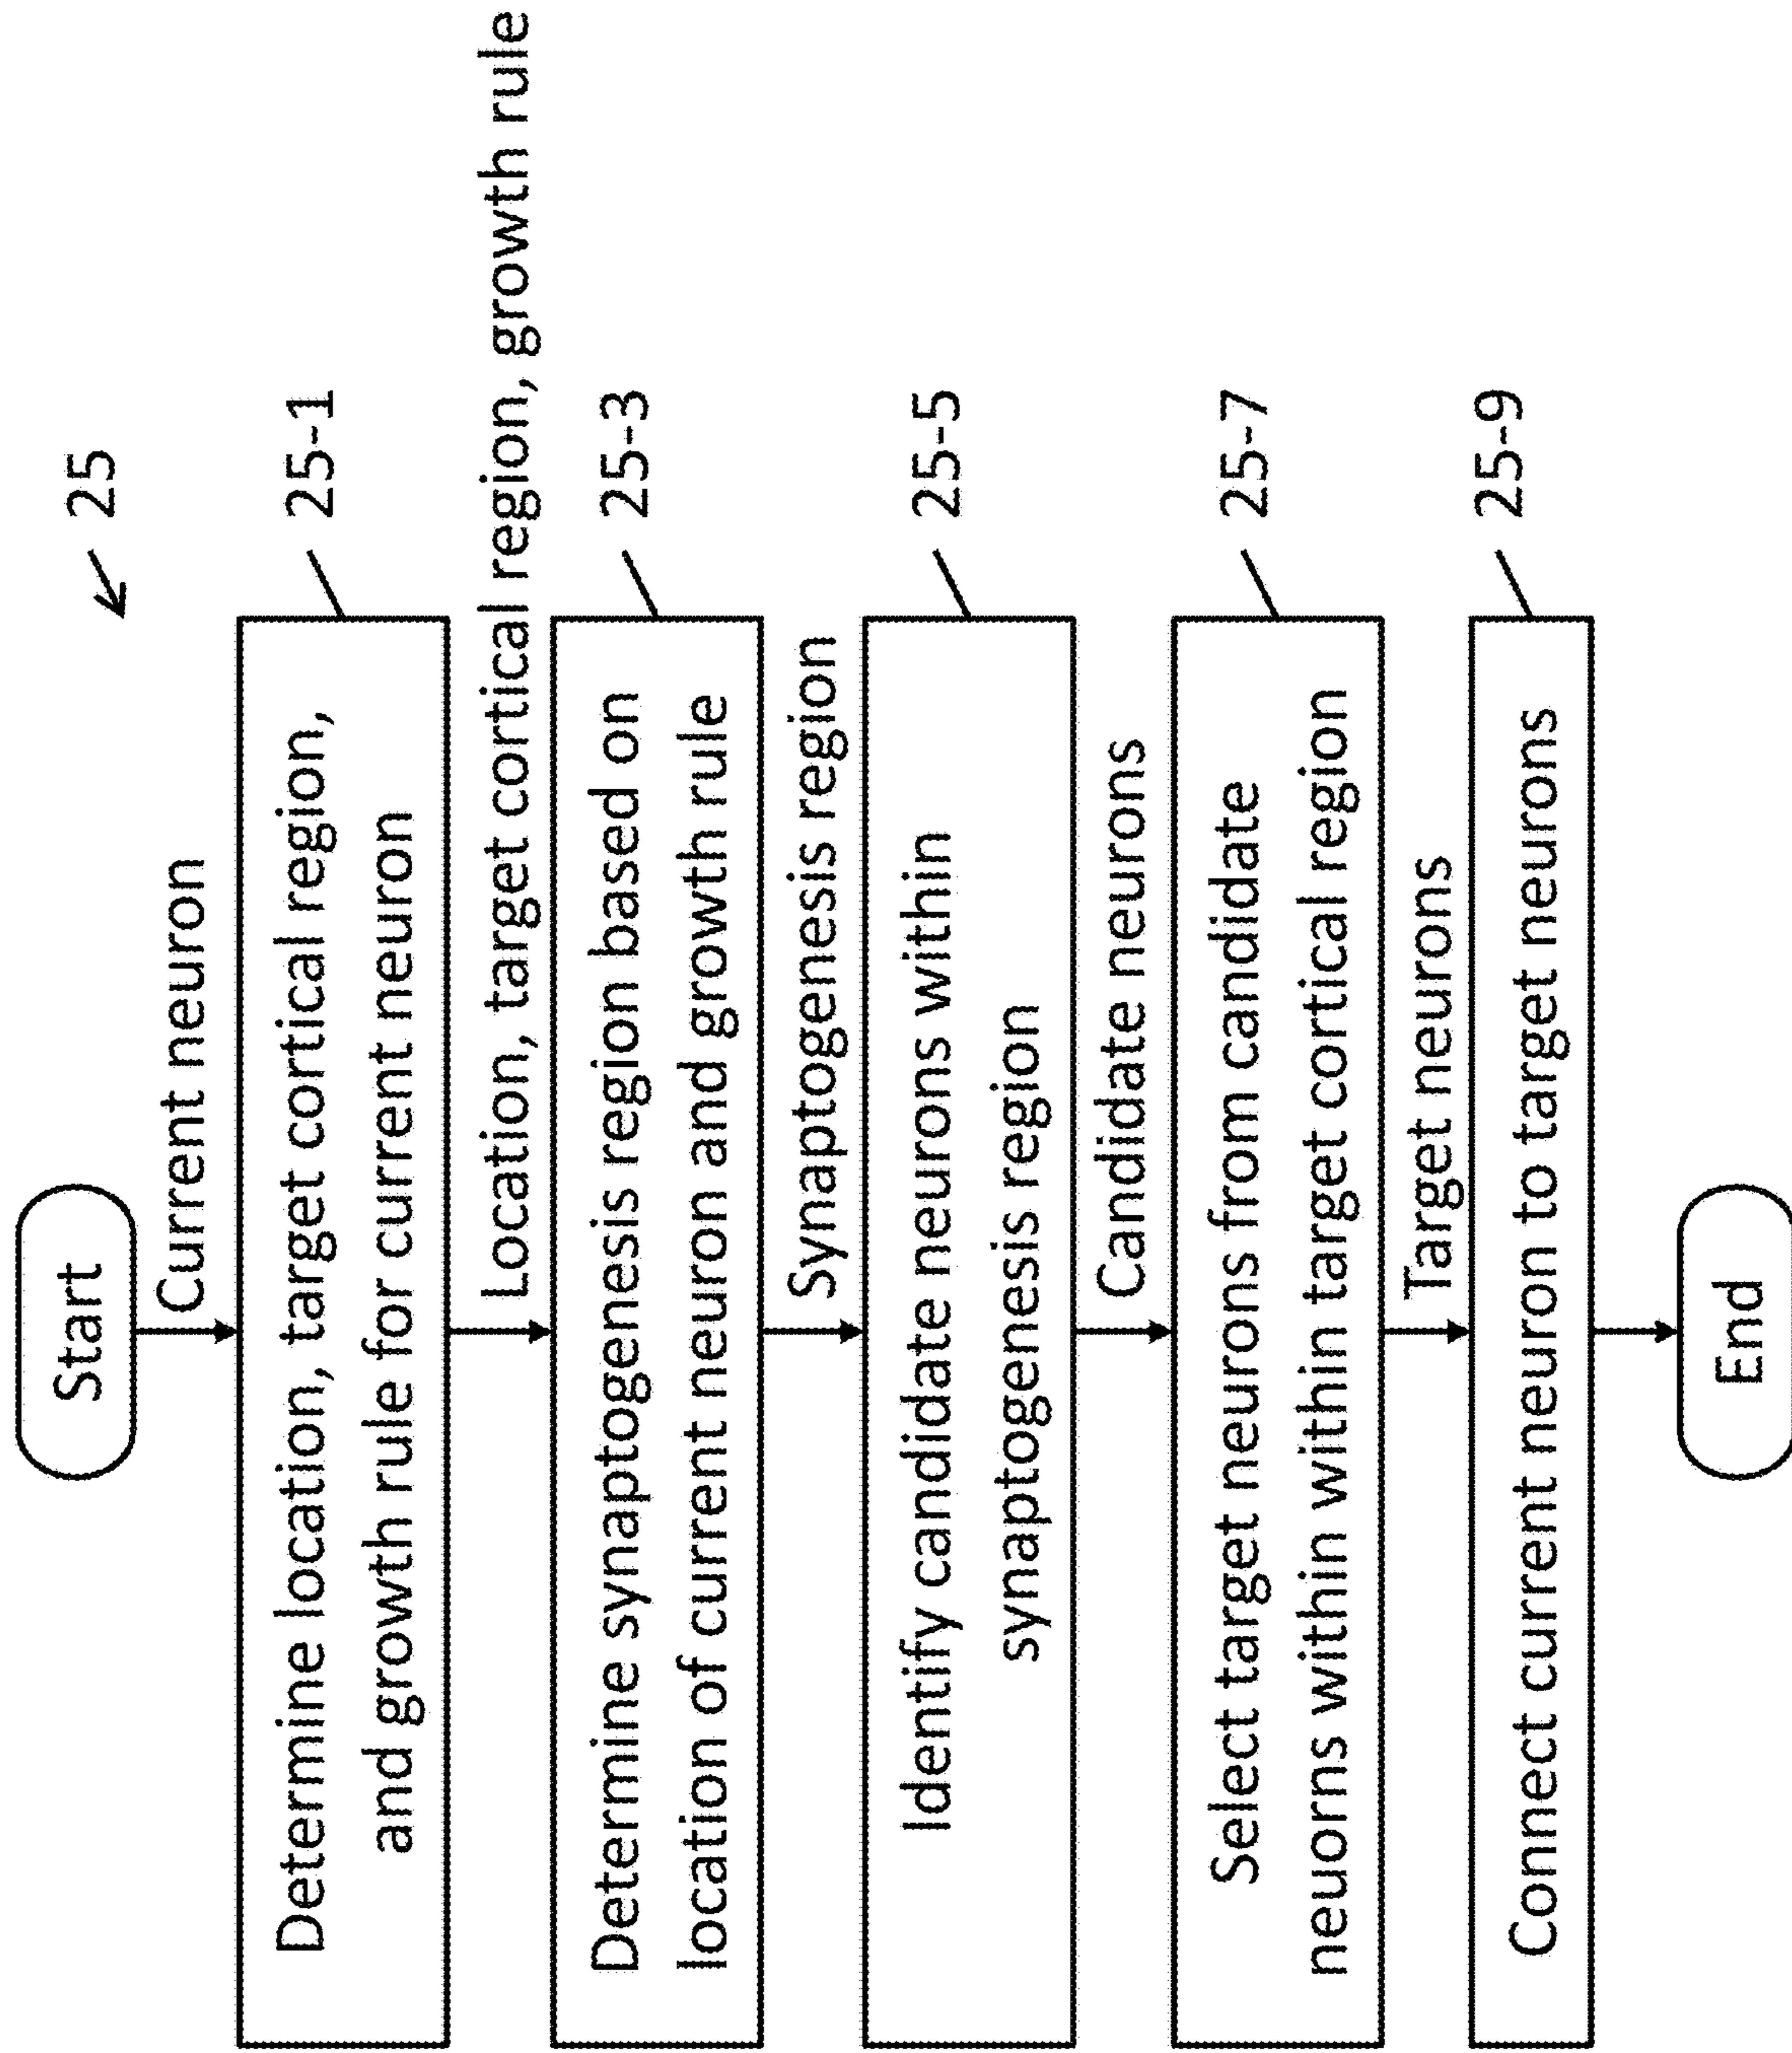 25
Start
Current neuron
25-1
Determine location, target cortical region,
and growth rule for current neuron
Location, target cortical region, growth rule
25-3
Determine synaptogenesis region based on
location of current neuron and growth rule
Synaptogenesis region
25-5
Identify candidate neurons within
synaptogenesis region
Candidate neurons
25-7
Select target neurons from candidate
neuorns within within target cortical region
Target neurons
25-9
Connect current neuron to target neurons
End